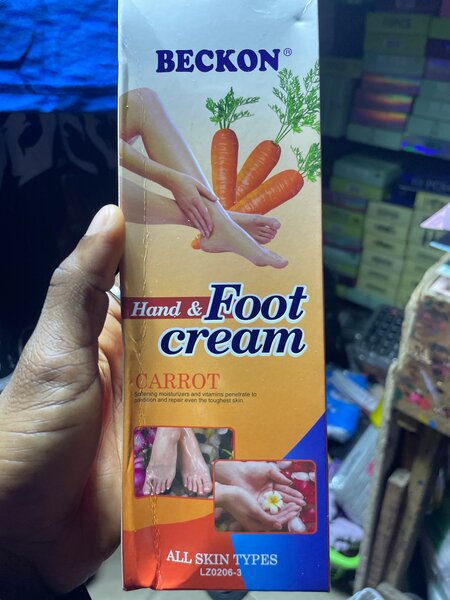 BECKON®
Hand & Foot
cream
CARROT
Softening moisturizers and vitamins penetrate to
condition and repair even the toughest skin.
ALL SKIN TYPES
LZ0206-3